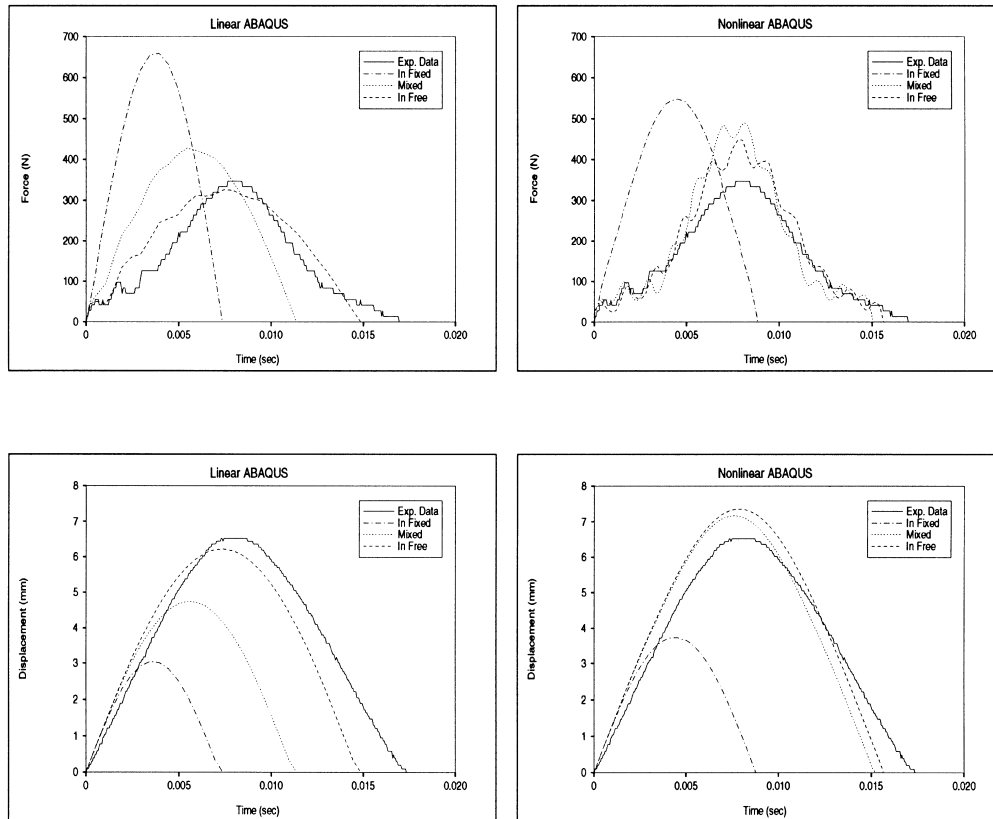 Linear ABAQUS
700
600
500
400
300
200
100
0
Force (N)
0
0.005
0.010
0.015
0.020
Time (sec)
Exp. Data
In Fixed
Mixed
In Free
Nonlinear ABAQUS
700
600
500
400
300
200
100
0
Force (N)
0
0.005
0.010
0.015
0.020
Time (sec)
Exp. Data
In Fixed
Mixed
In Free
Linear ABAQUS
8
7
6
5
4
3
2
1
0
Displacement (mm)
0
0.005
0.010
0.015
0.020
Time (sec)
Exp. Data
In Fixed
Mixed
In Free
Nonlinear ABAQUS
8
7
6
5
4
3
2
1
0
Displacement (mm)
0
0.005
0.010
0.015
0.020
Time (sec)
Exp. Data
In Fixed
Mixed
In Free